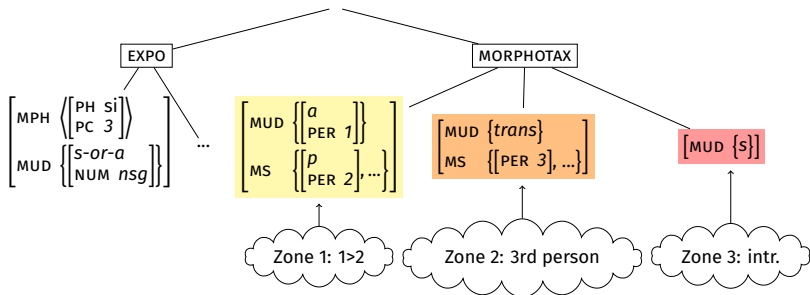 EXPO MORPHOTAX
[MPH ⟨[PH si
PC 3]⟩
MUD {[s-or-a
NUM nsg]}]
...
[MUD {[a
PER 1]}
MS {[p
PER 2], ...}]
[MUD {trans}
MS {[PER 3], ...}]
[MUD {s}]
Zone 1: 1>2
Zone 2: 3rd person
Zone 3: intr.